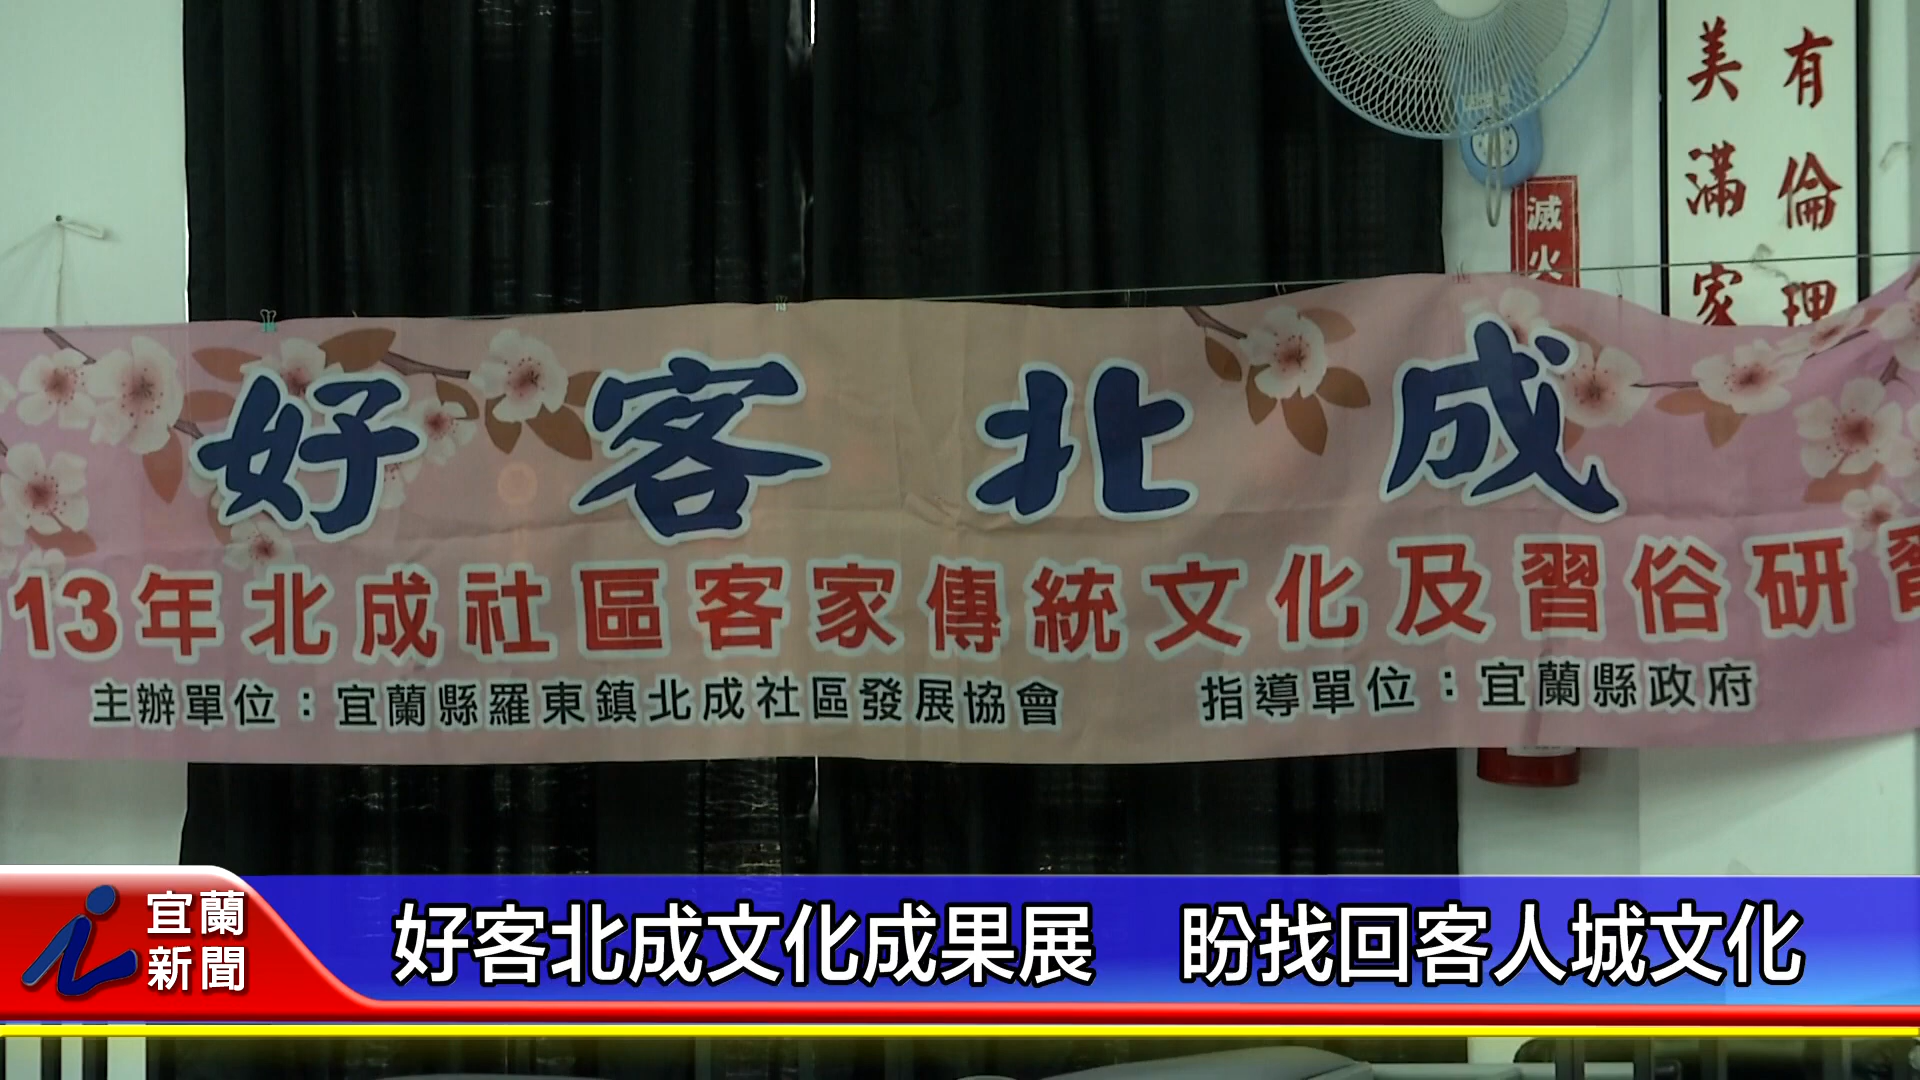 有倫理
美滿家
滅火
好客北成
13年北成社區客家傳統文化及習俗研習
主辦單位：宜蘭縣羅東鎮北成社區發展協會 指導單位：宜蘭縣政府
宜蘭
新聞
好客北成文化成果展 盼找回客人城文化